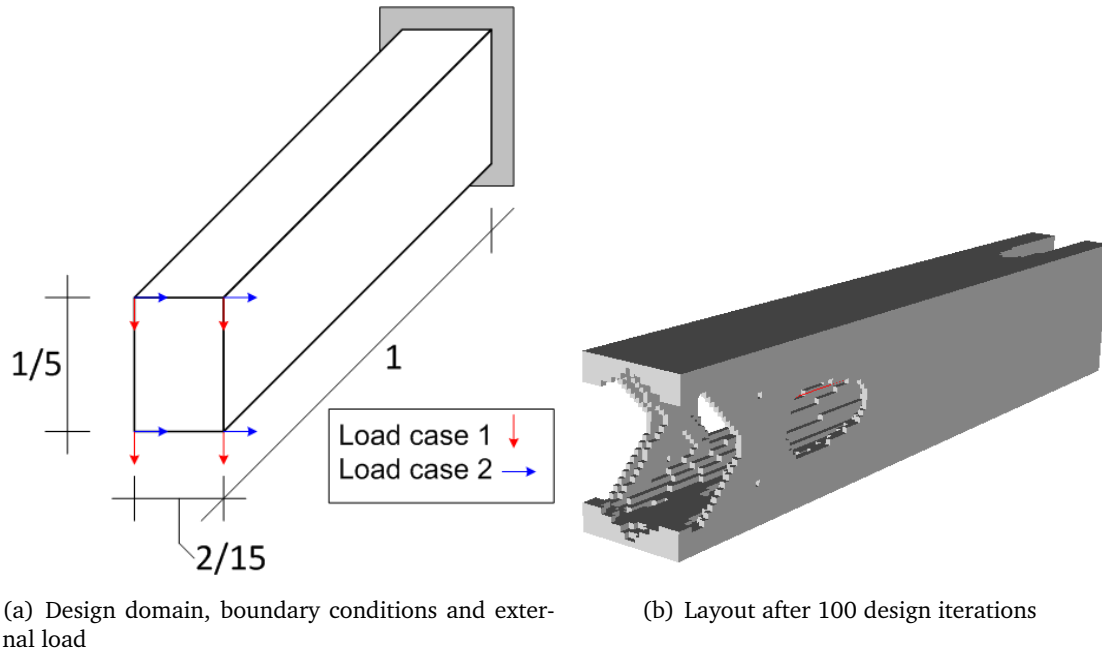 1/5
1
Load case 1
Load case 2
2/15
(a) Design domain, boundary conditions and exter-
nal load
(b) Layout after 100 design iterations